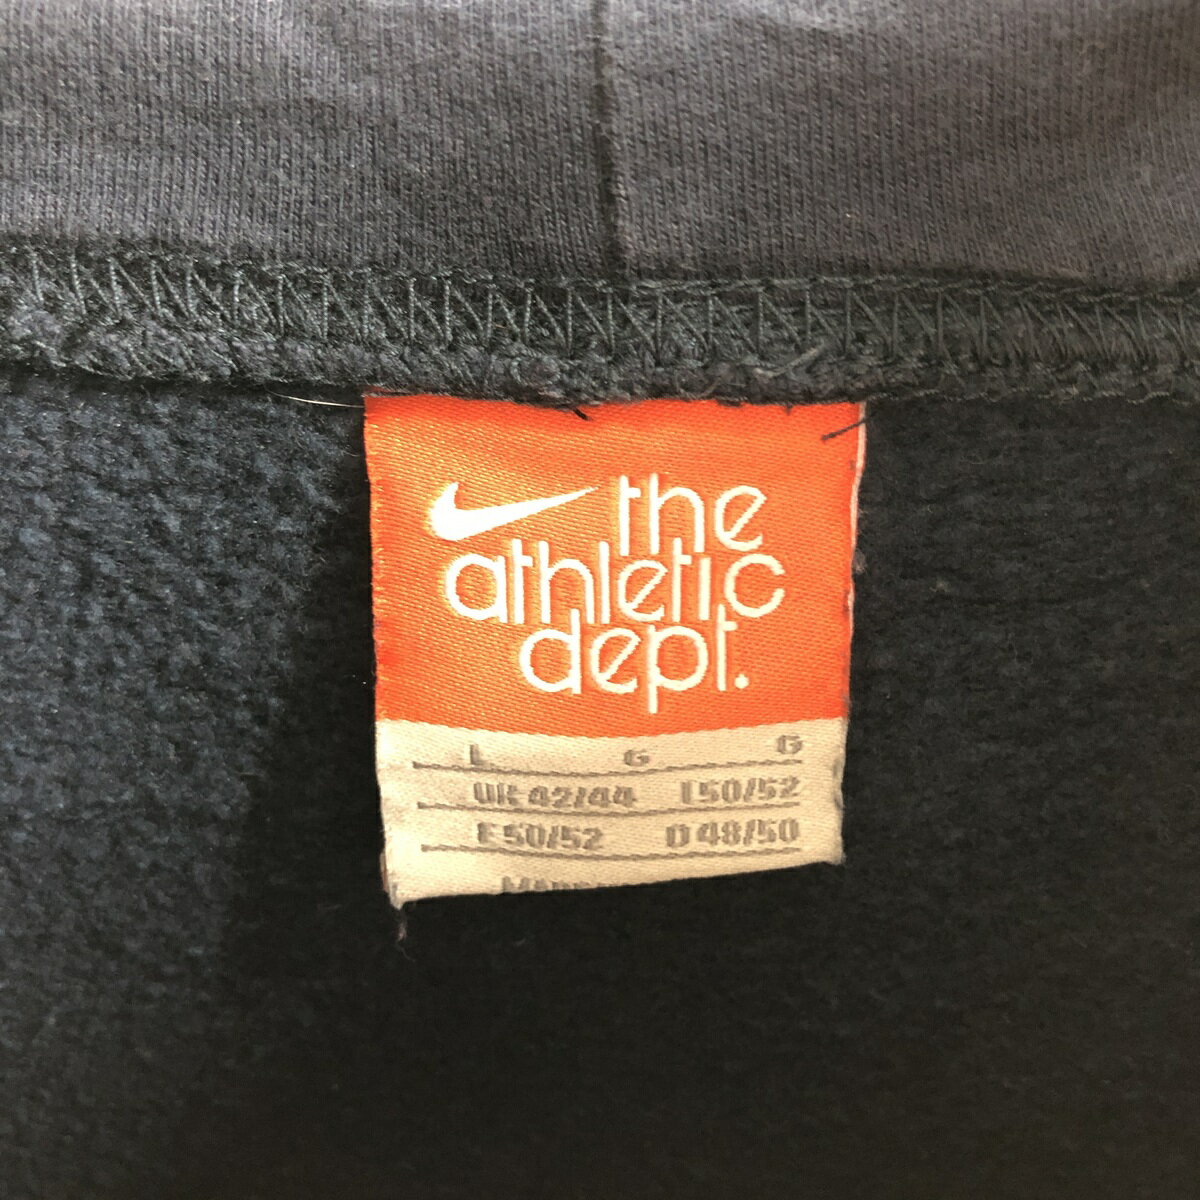 the
athletic
dept.
L G G
UK 42/44 I 50/52
E 50/52 D 48/50